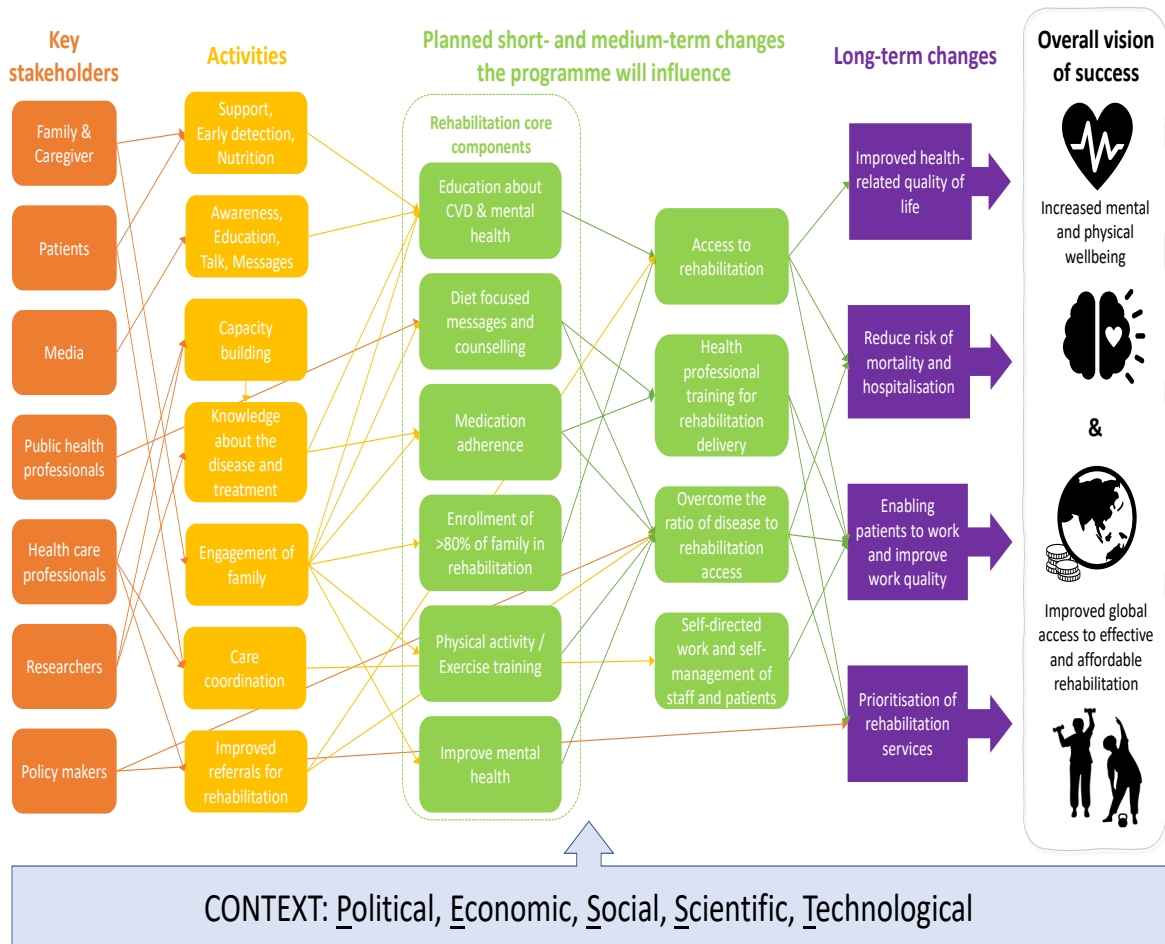 Key
stakeholders
Family &
Caregiver
Patients
Media
Public health
professionals
Health care
professionals
Researchers
Policy makers
Activities
Support,
Early detection,
Nutrition
Awareness,
Education,
Talk, Messages
Capacity
building
Knowledge
about the
disease and
treatment
Engagement of
family
Care
coordination
Improved
referrals for
rehabilitation
Planned short- and medium-term changes
the programme will influence
Rehabilitation core
components
Education about
CVD & mental
health
Diet focused
messages and
counselling
Medication
adherence
Enrollment of
>80% of family in
rehabilitation
Physical activity /
Exercise training
Improve mental
health
Access to
rehabilitation
Health
professional
training for
rehabilitation
delivery
Overcome the
ratio of disease to
rehabilitation
access
Self-directed
work and self-
management of
staff and patients
Long-term changes
Improved health-
related quality of
life
Reduce risk of
mortality and
hospitalisation
Enabling
patients to work
and improve
work quality
Prioritisation of
rehabilitation
services
Overall vision
of success
Increased mental
and physical
wellbeing
&
Improved global
access to effective
and affordable
rehabilitation
CONTEXT: Political, Economic, Social, Scientific, Technological